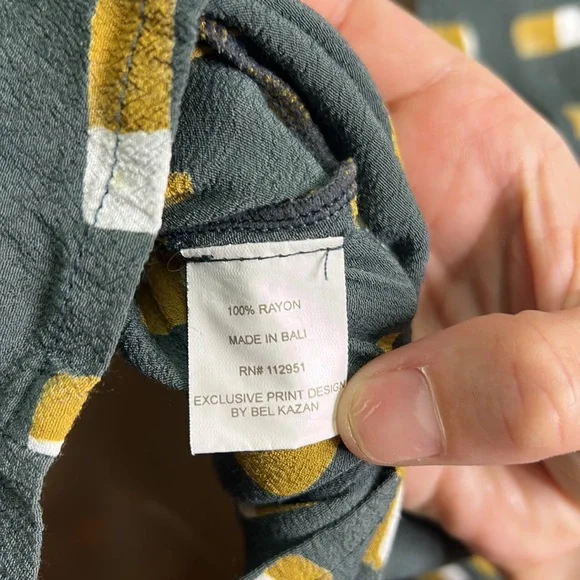 100% RAYON
MADE IN BALI
RN# 112951
EXCLUSIVE PRINT DESIGN
BY BEL KAZAN